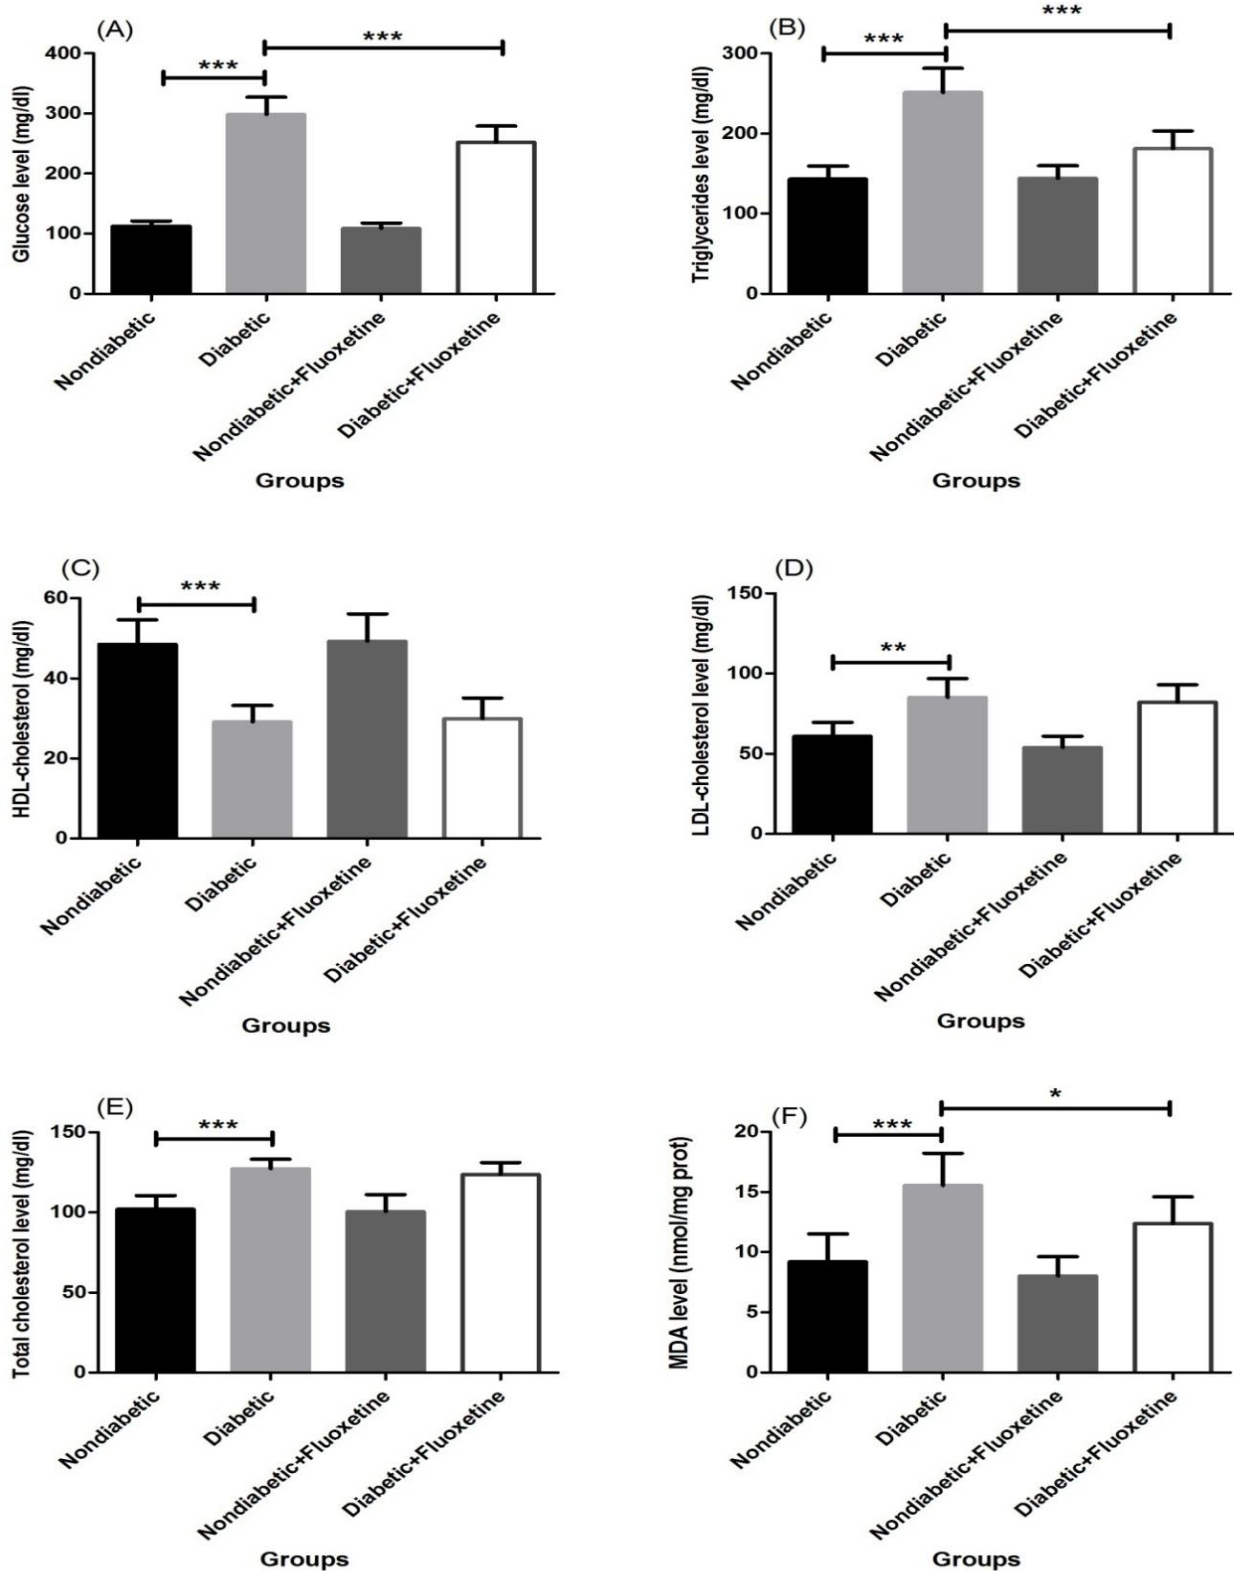 (A)
***
***
Glucose level (mg/dl)
400
300
200
100
0
Nondiabetic
Diabetic
Nondiabetic+Fluoxetine
Diabetic+Fluoxetine
Groups
(B)
***
***
Triglycerides level (mg/dl)
300
200
100
0
Nondiabetic
Diabetic
Nondiabetic+Fluoxetine
Diabetic+Fluoxetine
Groups
(C)
***
HDL-cholesterol (mg/dl)
60
40
20
0
Nondiabetic
Diabetic
Nondiabetic+Fluoxetine
Diabetic+Fluoxetine
Groups
(D)
**
LDL-cholesterol level (mg/dl)
150
100
50
0
Nondiabetic
Diabetic
Nondiabetic+Fluoxetine
Diabetic+Fluoxetine
Groups
(E)
***
Total cholesterol level (mg/dl)
150
100
50
0
Nondiabetic
Diabetic
Nondiabetic+Fluoxetine
Diabetic+Fluoxetine
Groups
(F)
*
***
MDA level (nmol/mg prot)
20
15
10
5
0
Nondiabetic
Diabetic
Nondiabetic+Fluoxetine
Diabetic+Fluoxetine
Groups